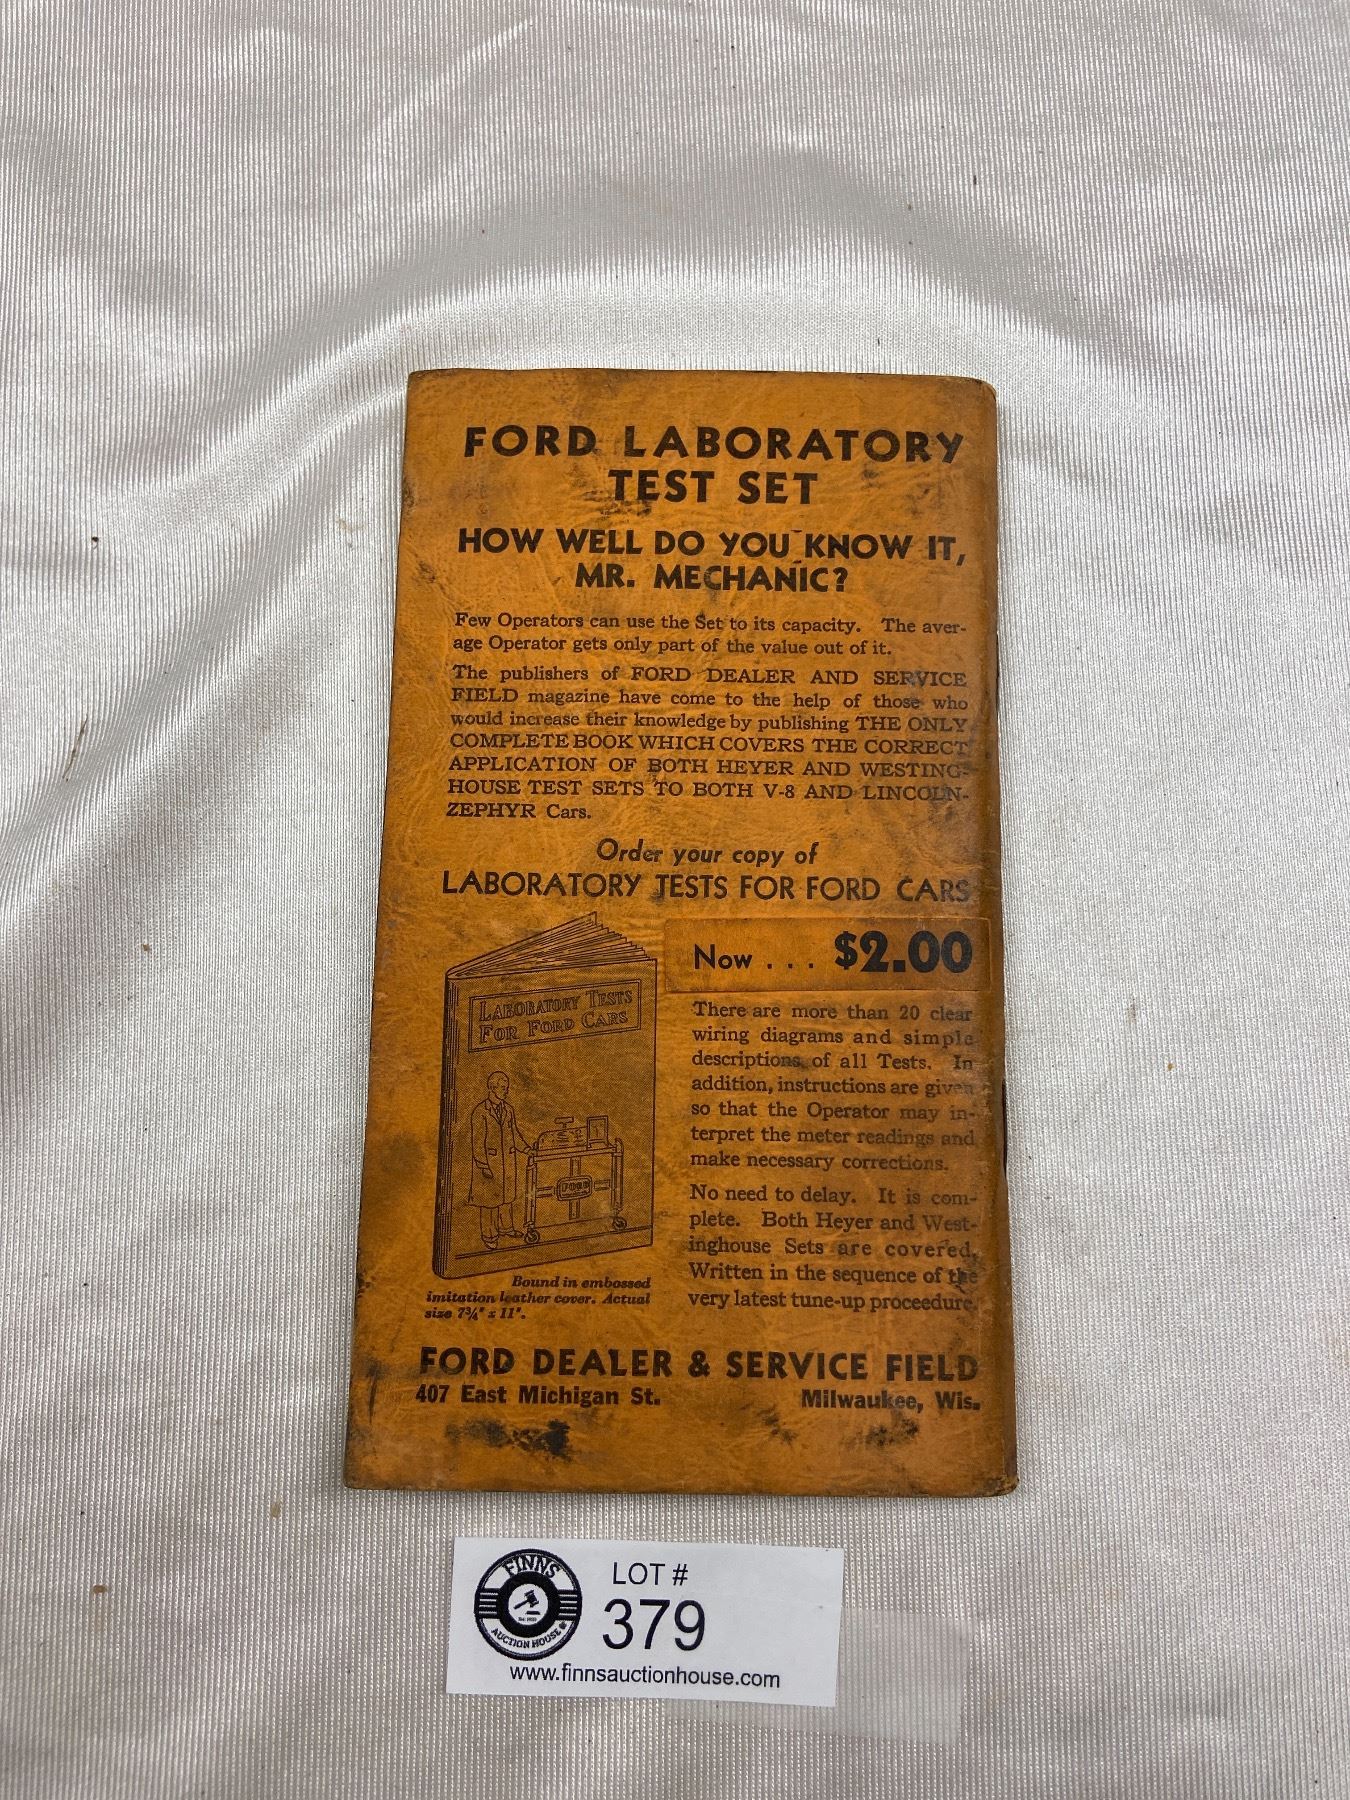 FORD LABORATORY
TEST SET
HOW WELL DO YOU KNOW IT,
MR. MECHANIC?
Few Operators can use the Set to its capacity. The aver-
age Operator gets only part of the value out of it.
The publishers of FORD DEALER AND SERVICE
FIELD magazine have come to the help of those who
would increase their knowledge by publishing THE ONLY
COMPLETE BOOK WHICH COVERS THE CORRECT
APPLICATION OF BOTH HEYER AND WESTING-
HOUSE TEST SETS TO BOTH V-8 AND LINCOLN-
ZEPHYR Cars.
Order your copy of
LABORATORY TESTS FOR FORD CARS
Now . . . $2.00
LABORATORY TESTS
FOR FORD CARS
FORD
There are more than 20 clear
wiring diagrams and simple
descriptions of all Tests. In
addition, instructions are given
so that the Operator may in-
terpret the meter readings and
make necessary corrections.
No need to delay. It is com-
plete. Both Heyer and West-
inghouse Sets are covered.
Written in the sequence of the
very latest tune-up proceedure.
Bound in embossed
imitation leather cover. Actual
size 7¾" x 11".
FORD DEALER & SERVICE FIELD
407 East Michigan St. Milwaukee, Wis.
FINNS
AUCTION HOUSE
LOT #
379
www.finnsauctionhouse.com